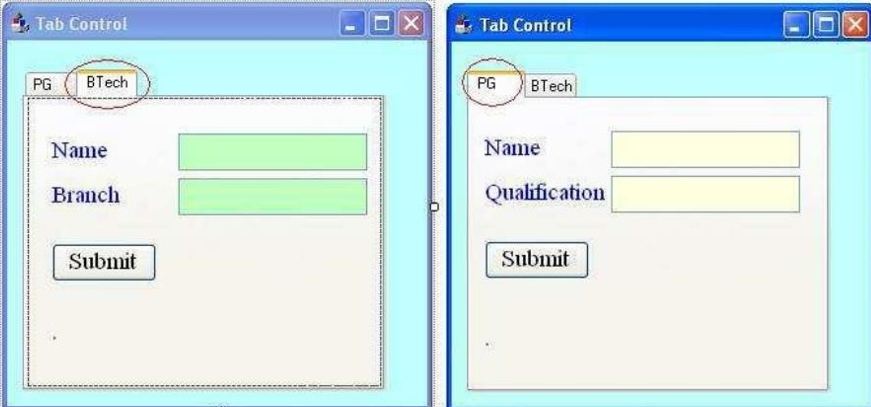 Tab Control
PG BTech
Name
Branch
Submit
Tab Control
PG BTech
Name
Qualification
Submit